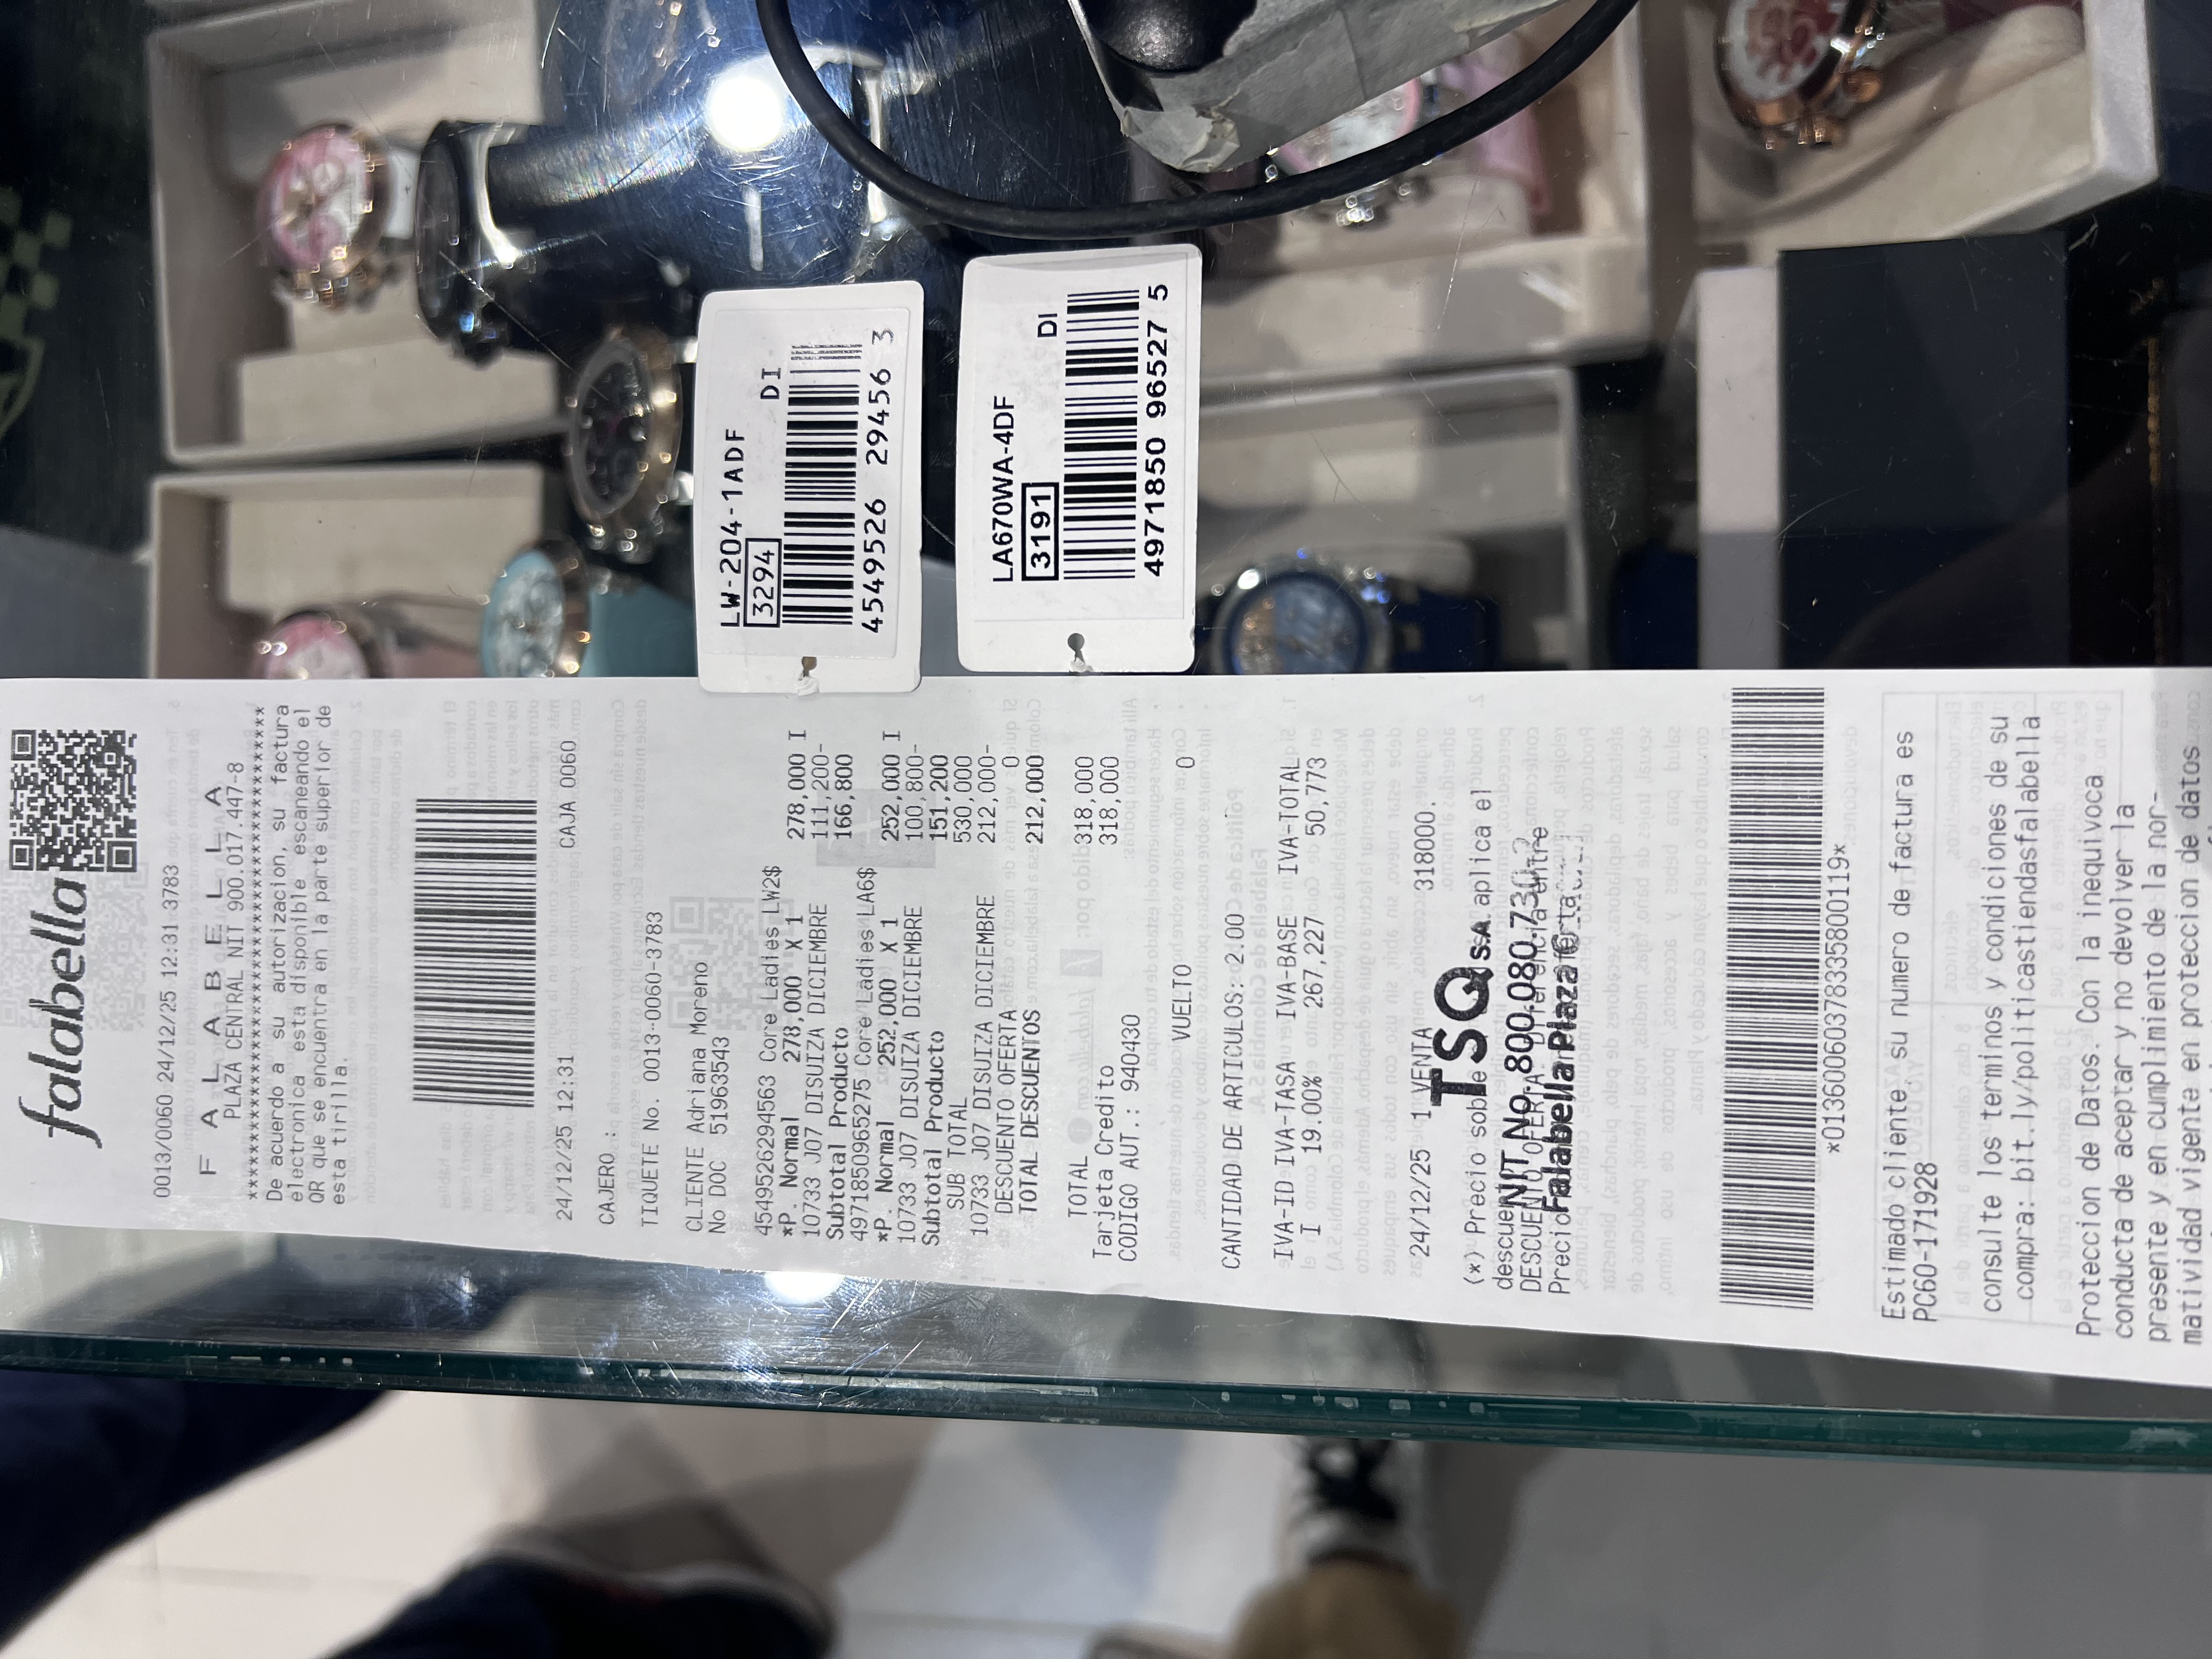 falabella
0013/0060 24/12/25 12:31 3783
F A L A B E L L A
PLAZA CENTRAL NIT 900.017.447-8
****************************************
De acuerdo a su autorizacion, su factura
electronica esta disponible escaneando el
QR que se encuentra en la parte superior de
esta tirilla.
24/12/25 12:31 CAJA 0060
CAJERO :
TIQUETE No. 0013-0060-3783
CLIENTE Adriana Moreno
No DOC 51963543
4549526294563 Core Ladies LW2$
*P. Normal 278,000 X 1 278,000 I
10733 J07 DISUIZA DICIEMBRE 111,200-
Subtotal Producto 166,800
4971850965275 Core Ladies LA6$
*P. Normal 252,000 X 1 252,000 I
10733 J07 DISUIZA DICIEMBRE 100,800-
Subtotal Producto 151,200
SUB TOTAL 530,000
10733 J07 DISUIZA DICIEMBRE 212,000-
DESCUENTO OFERTA 0
TOTAL DESCUENTOS 212,000
TOTAL 318,000
Tarjeta Credito 318,000
CODIGO AUT.: 940430
VUELTO 0
CANTIDAD DE ARTICULOS: 2.00
IVA-ID IVA-TASA IVA-BASE IVA-TOTAL
I 19.00% 267,227 50,773
24/12/25 1 VENTA 318000.
TSQ S.A.
NIT No. 800.080.730-
Falabella Plaza C
(*) Precio sobre aplica el
DESCUENTO OFERTA:
Precio
*01360060378335800119*
Estimado cliente, su numero de factura es
PC60-171928
consulte los terminos y condiciones de su
compra: bit.ly/politicastiendasfalabella
Proteccion de Datos. Con la inequivoca
conducta de aceptar y no devolver la
presente y en cumplimiento de la nor-
matividad vigente en proteccion de datos
LW-204-1ADF
3294 DI
4549526 29456 3
LA670WA-4DF
3191 DI
4971850 96527 5